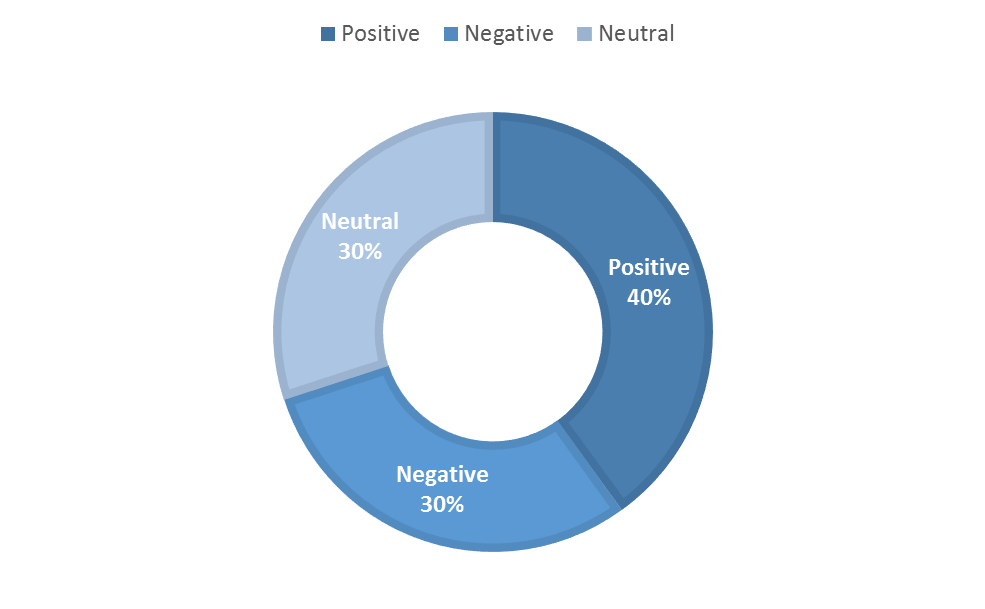 Positive Negative Neutral
Neutral
30%
Positive
40%
Negative
30%